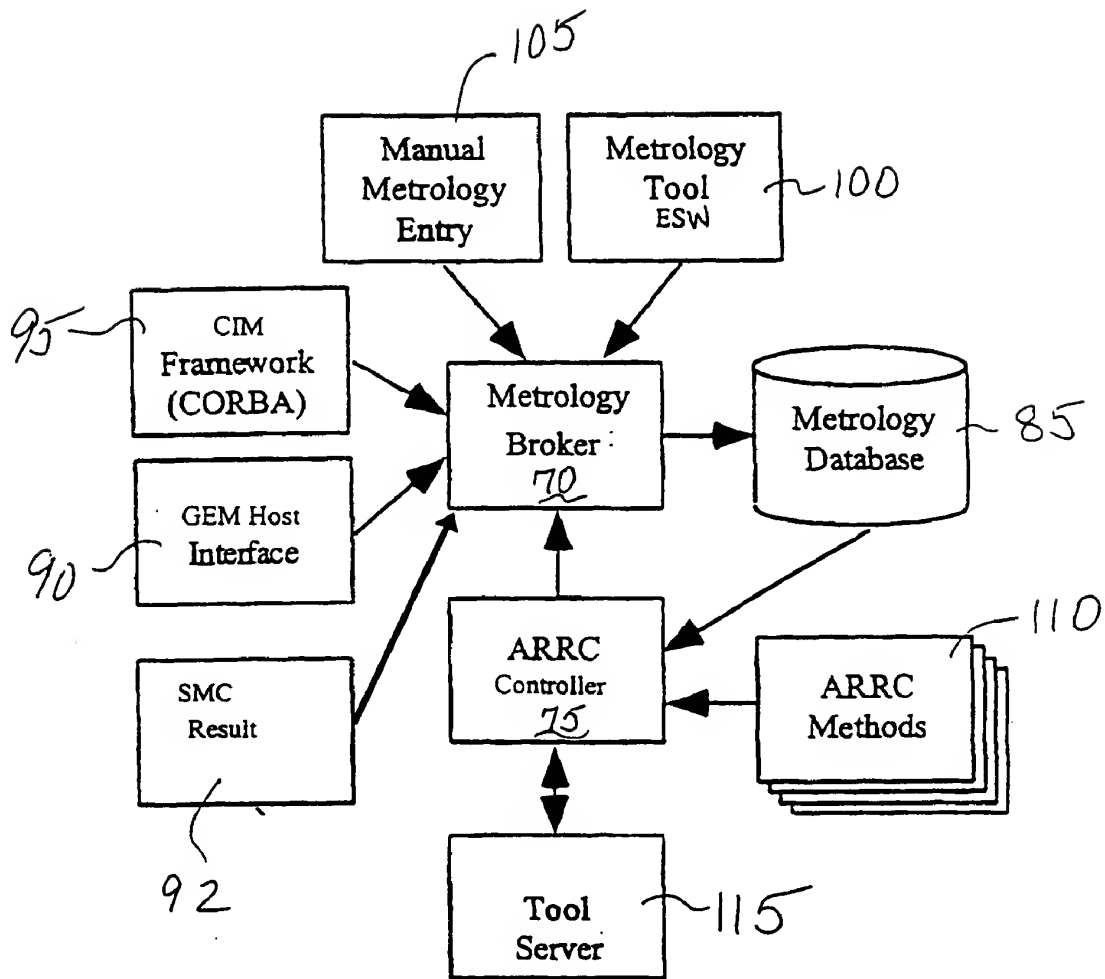 105
Manual
Metrology
Entry
Metrology
Tool
ESW
100
95
CIM
Framework
(CORBA)
Metrology
Broker
70
Metrology
Database
85
GEM Host
Interface
90
ARRC
Controller
75
110
ARRC
Methods
SMC
Result
92
Tool
Server
115